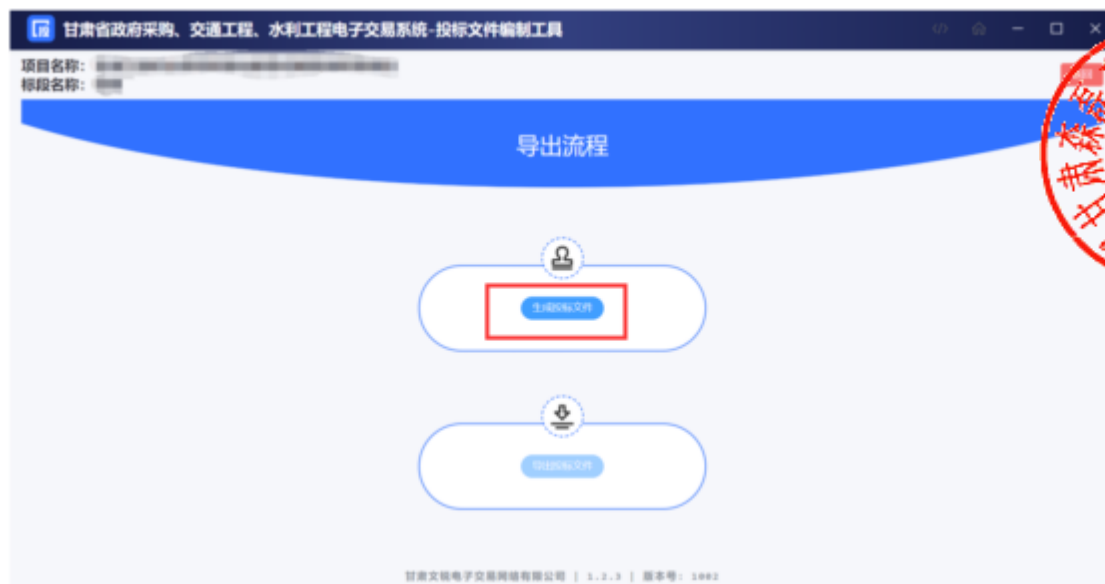 甘肃省政府采购、交通工程、水利工程电子交易系统-投标文件编制工具
项目名称：
标段名称：
导出流程
生成投标文件
导出投标文件
甘肃文锐电子交易网络有限公司 | 1.2.3 | 版本号: 1002